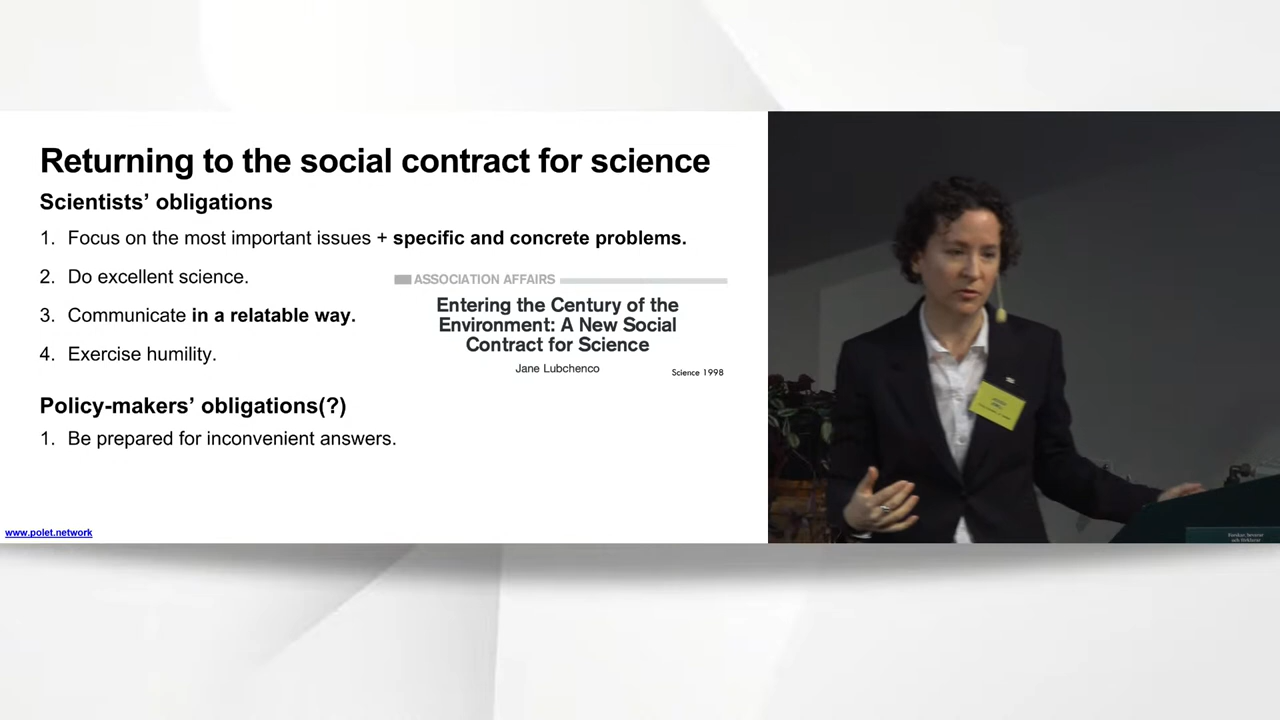 Returning to the social contract for science
Scientists’ obligations
1. Focus on the most important issues + specific and concrete problems.
2. Do excellent science.
3. Communicate in a relatable way.
4. Exercise humility.
ASSOCIATION AFFAIRS
Entering the Century of the
Environment: A New Social
Contract for Science
Jane Lubchenco
Science 1998
Policy-makers’ obligations(?)
1. Be prepared for inconvenient answers.
www.polet.network